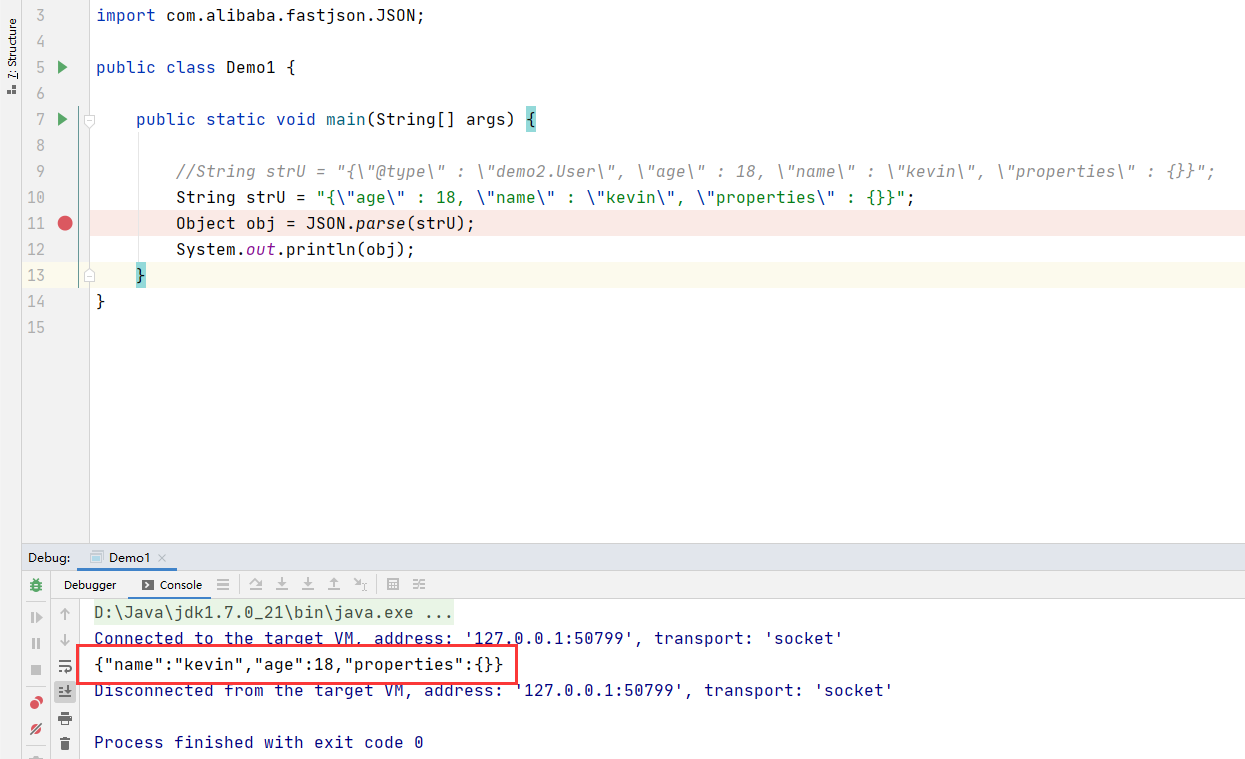 7: Structure
3 import com.alibaba.fastjson.JSON;
4
5 public class Demo1 {
6
7 public static void main(String[] args) {
8
9 //String strU = "{\"@type\" : \"demo2.User\", \"age\" : 18, \"name\" : \"kevin\", \"properties\" : {}}";
10 String strU = "{\"age\" : 18, \"name\" : \"kevin\", \"properties\" : {}}";
11 Object obj = JSON.parse(strU);
12 System.out.println(obj);
13 }
14 }
15
Debug: Demo1
Debugger Console
D:\Java\jdk1.7.0_21\bin\java.exe ...
Connected to the target VM, address: '127.0.0.1:50799', transport: 'socket'
{"name":"kevin","age":18,"properties":{}}
Disconnected from the target VM, address: '127.0.0.1:50799', transport: 'socket'
Process finished with exit code 0